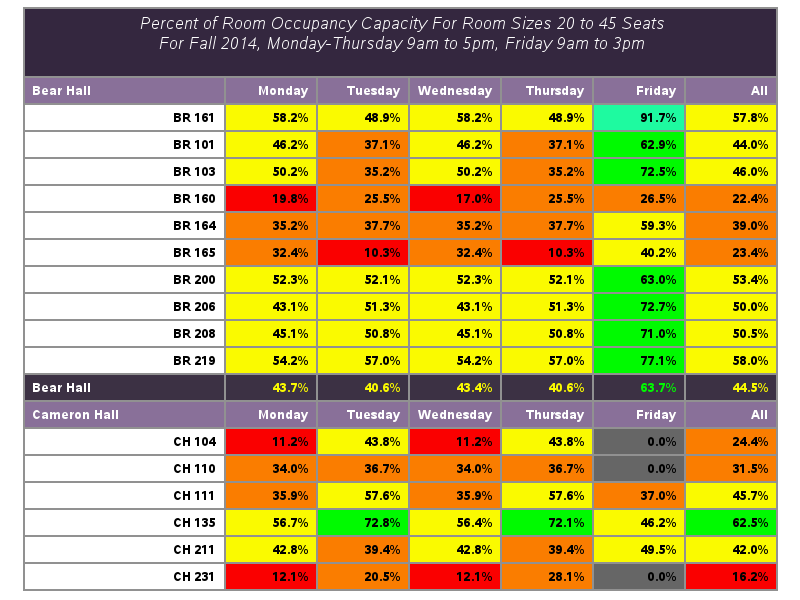 Percent of Room Occupancy Capacity For Room Sizes 20 to 45 Seats
For Fall 2014, Monday-Thursday 9am to 5pm, Friday 9am to 3pm
Bear Hall Monday Tuesday Wednesday Thursday Friday All
BR 161 58.2% 48.9% 58.2% 48.9% 91.7% 57.8%
BR 101 46.2% 37.1% 46.2% 37.1% 62.9% 44.0%
BR 103 50.2% 35.2% 50.2% 35.2% 72.5% 46.0%
BR 160 19.8% 25.5% 17.0% 25.5% 26.5% 22.4%
BR 164 35.2% 37.7% 35.2% 37.7% 59.3% 39.0%
BR 165 32.4% 10.3% 32.4% 10.3% 40.2% 23.4%
BR 200 52.3% 52.1% 52.3% 52.1% 63.0% 53.4%
BR 206 43.1% 51.3% 43.1% 51.3% 72.7% 50.0%
BR 208 45.1% 50.8% 45.1% 50.8% 71.0% 50.5%
BR 219 54.2% 57.0% 54.2% 57.0% 77.1% 58.0%
Bear Hall 43.7% 40.6% 43.4% 40.6% 63.7% 44.5%
Cameron Hall Monday Tuesday Wednesday Thursday Friday All
CH 104 11.2% 43.8% 11.2% 43.8% 0.0% 24.4%
CH 110 34.0% 36.7% 34.0% 36.7% 0.0% 31.5%
CH 111 35.9% 57.6% 35.9% 57.6% 37.0% 45.7%
CH 135 56.7% 72.8% 56.4% 72.1% 46.2% 62.5%
CH 211 42.8% 39.4% 42.8% 39.4% 49.5% 42.0%
CH 231 12.1% 20.5% 12.1% 28.1% 0.0% 16.2%